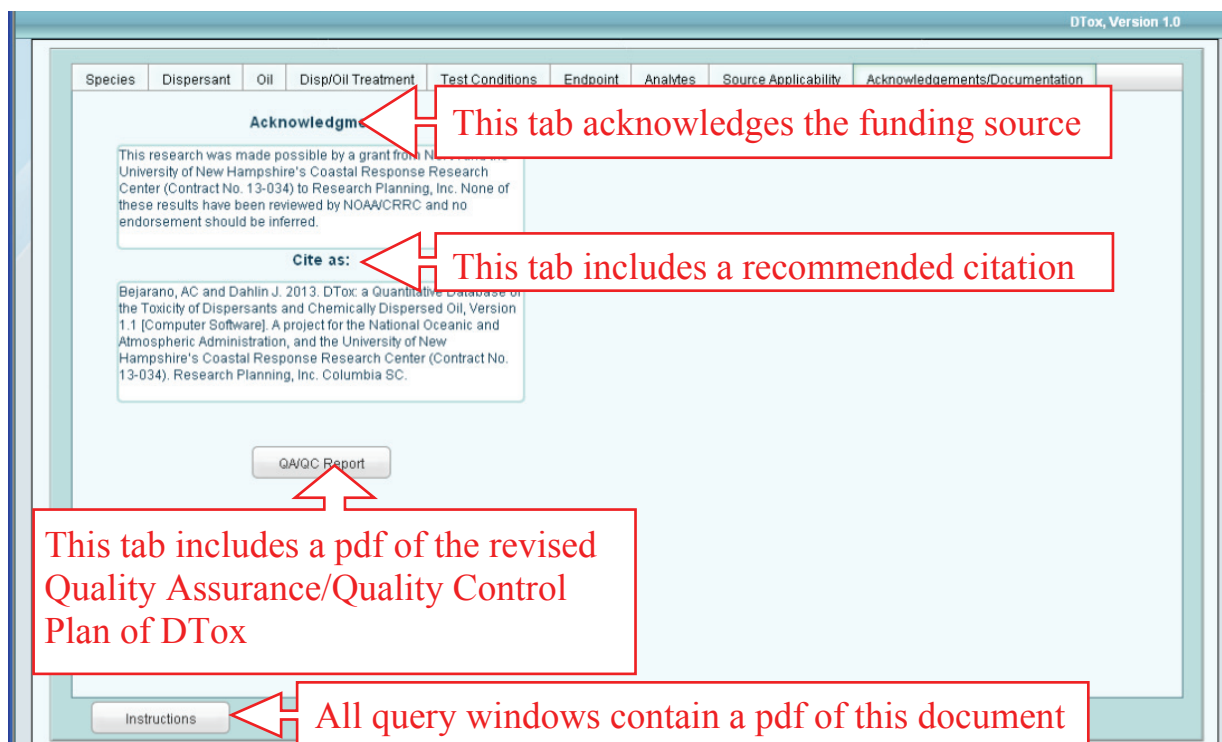 DTox, Version 1.0
Species Dispersant Oil Disp/Oil Treatment Test Conditions Endpoint Analytes Source Applicability Acknowledgements/Documentation
Acknowledgme
This tab acknowledges the funding source
This research was made possible by a grant from
University of New Hampshire's Coastal Response Research
Center (Contract No. 13-034) to Research Planning, Inc. None of
these results have been reviewed by NOAA/CRRC and no
endorsement should be inferred.
Cite as:
This tab includes a recommended citation
Bejarano, AC and Dahlin J. 2013. DTox: a Quantitative Database of
the Toxicity of Dispersants and Chemically Dispersed Oil, Version
1.1 [Computer Software]. A project for the National Oceanic and
Atmospheric Administration, and the University of New
Hampshire's Coastal Response Research Center (Contract No.
13-034). Research Planning, Inc. Columbia SC.
QA/QC Report
This tab includes a pdf of the revised
Quality Assurance/Quality Control
Plan of DTox
Instructions
All query windows contain a pdf of this document